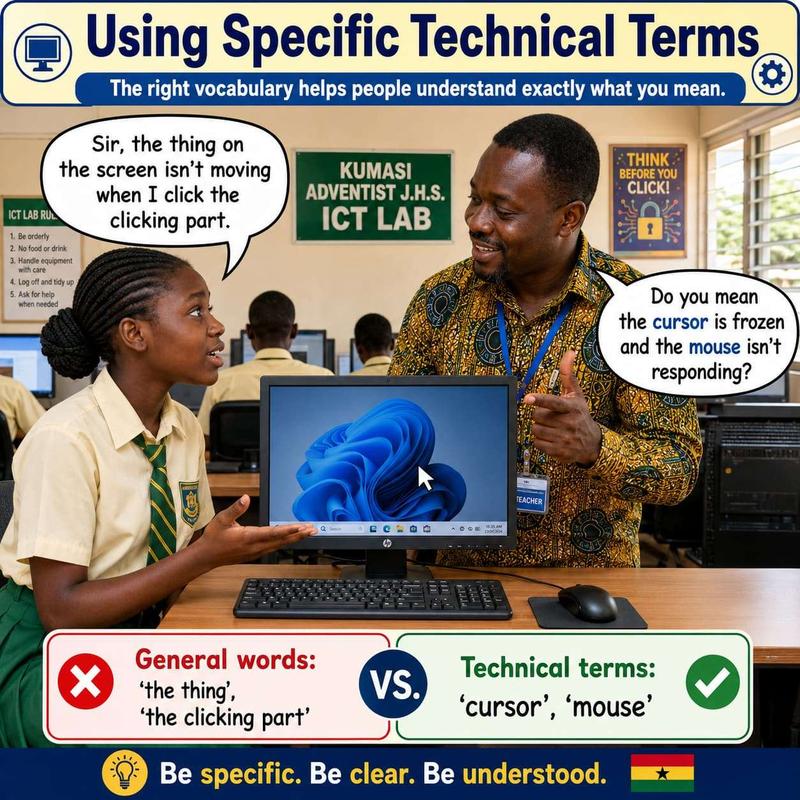 Using Specific Technical Terms
The right vocabulary helps people understand exactly what you mean.
Sir, the thing on
the screen isn't moving
when I click the
clicking part.
KUMASI
ADVENTIST J.H.S.
ICT LAB
THINK
BEFORE YOU
CLICK!
ICT LAB
1. Be orderly
2. No food or drink
3. Handle equipment
with care
4. Log off and tidy up
5. Ask for help
when needed
Do you mean
the cursor is frozen
and the mouse isn't
responding?
TEACHER
Search
hp
General words:
'the thing',
'the clicking part'
VS.
Technical terms:
'cursor', 'mouse'
Be specific. Be clear. Be understood.